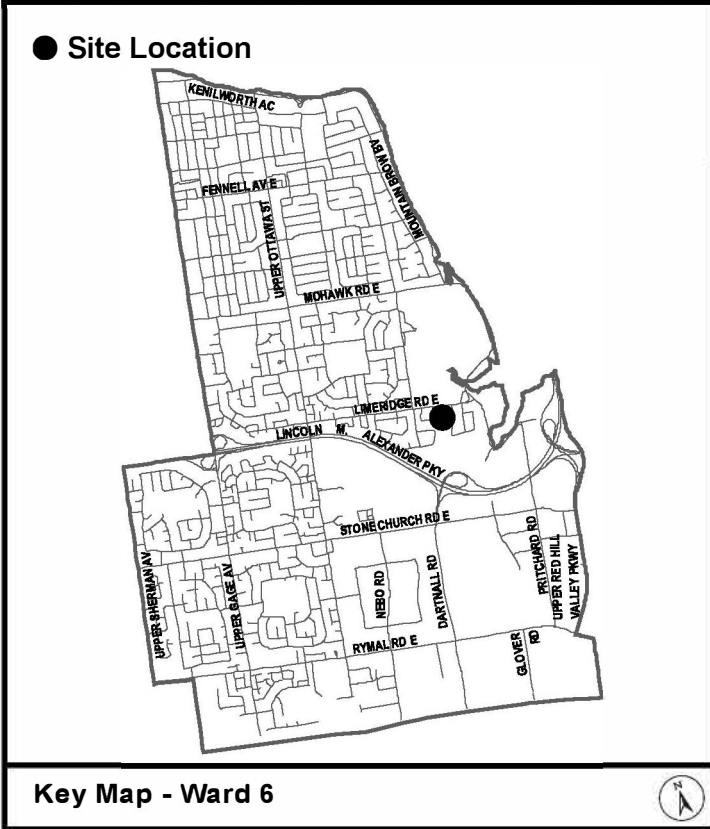 Site Location
KENILWORTH AC
MOUNTAIN BROW BV
FENNELL AV E
UPPER OTTAWA ST
MOHAWK RD E
LIMERIDGE RD E
LINCOLN M. ALEXANDER PKY
STONE CHURCH RD E
UPPER SHERMAN AV
UPPER GAGE AV
NEBO RD
DARTNALL RD
PRITCHARD RD
UPPER RED HILL
VALLEY PKWY
RYMAL RD E
GLOVER
RD
Key Map - Ward 6
N